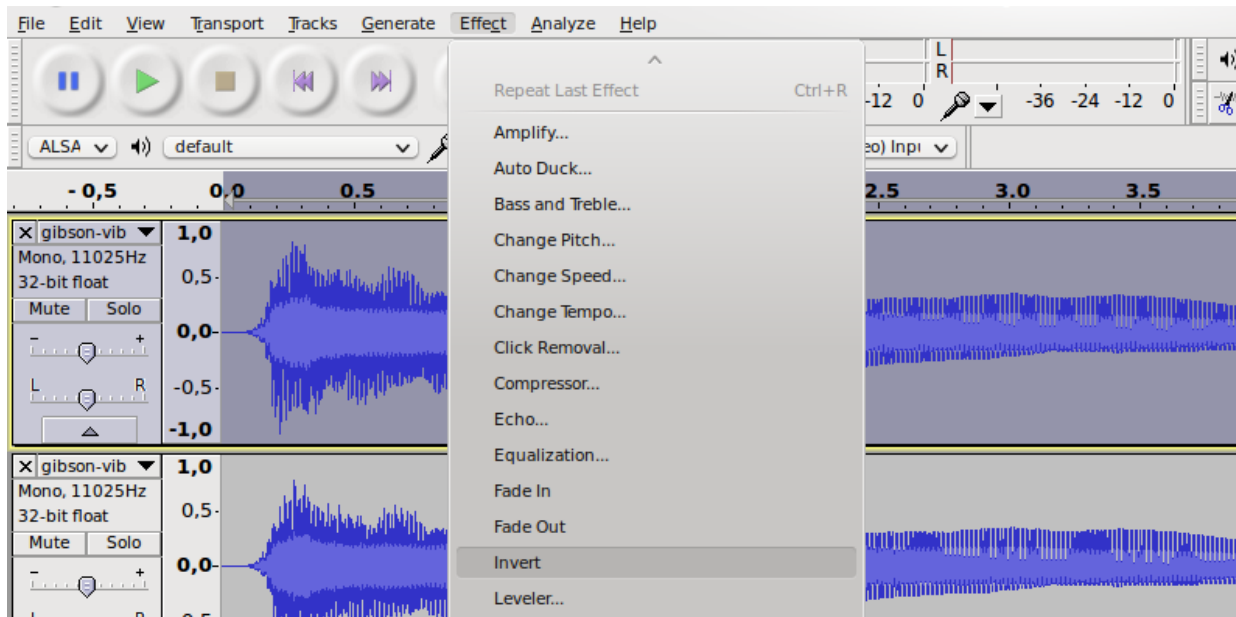 File Edit View Transport Tracks Generate Effect Analyze Help
L
R
-12 0 -36 -24 -12 0
Repeat Last Effect Ctrl+R
Amplify...
ALSA default
Auto Duck...
- 0,5 0,0 0.5 2.5 3.0 3.5
Bass and Treble...
Change Pitch...
Change Speed...
Change Tempo...
Click Removal...
Compressor...
Echo...
Equalization...
Fade In
Fade Out
Invert
Leveler...
gibson-vib 1,0
Mono, 11025Hz
32-bit float 0,5
Mute Solo
0,0
- +
L R -0,5
-1,0
gibson-vib 1,0
Mono, 11025Hz
32-bit float 0,5
Mute Solo
0,0
- +